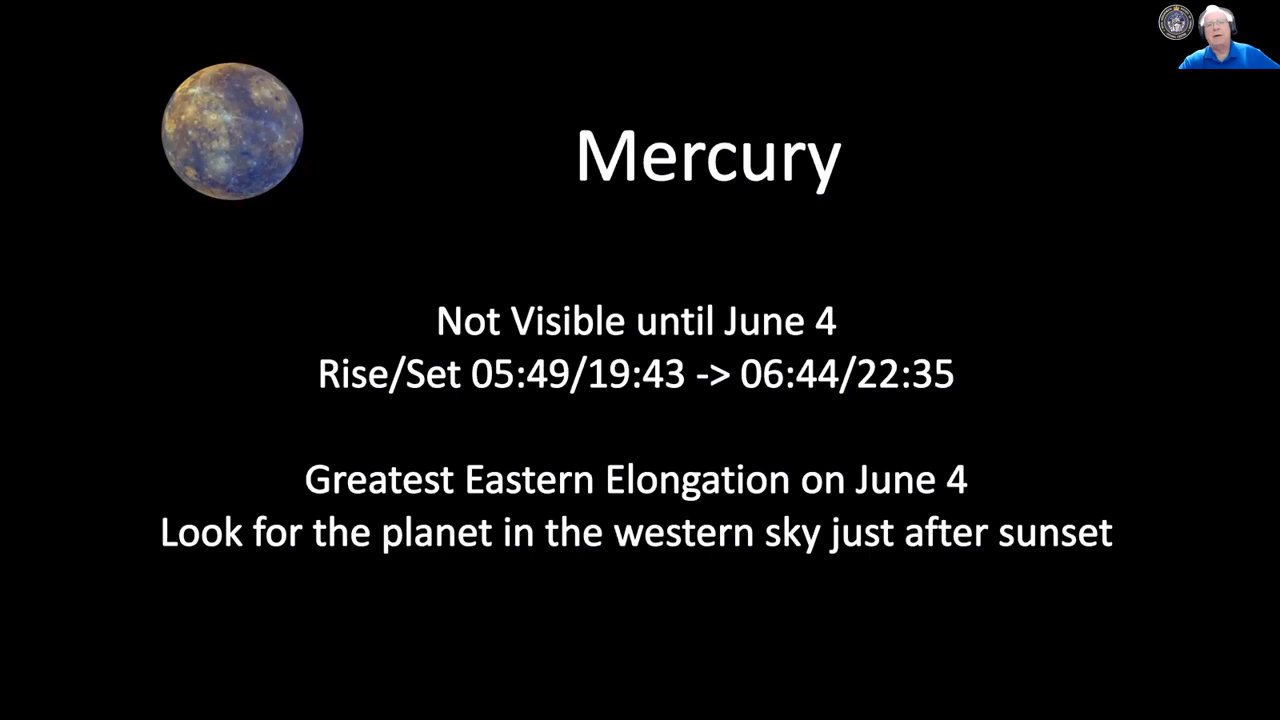 Mercury
Not Visible until June 4
Rise/Set 05:49/19:43 -> 06:44/22:35
Greatest Eastern Elongation on June 4
Look for the planet in the western sky just after sunset